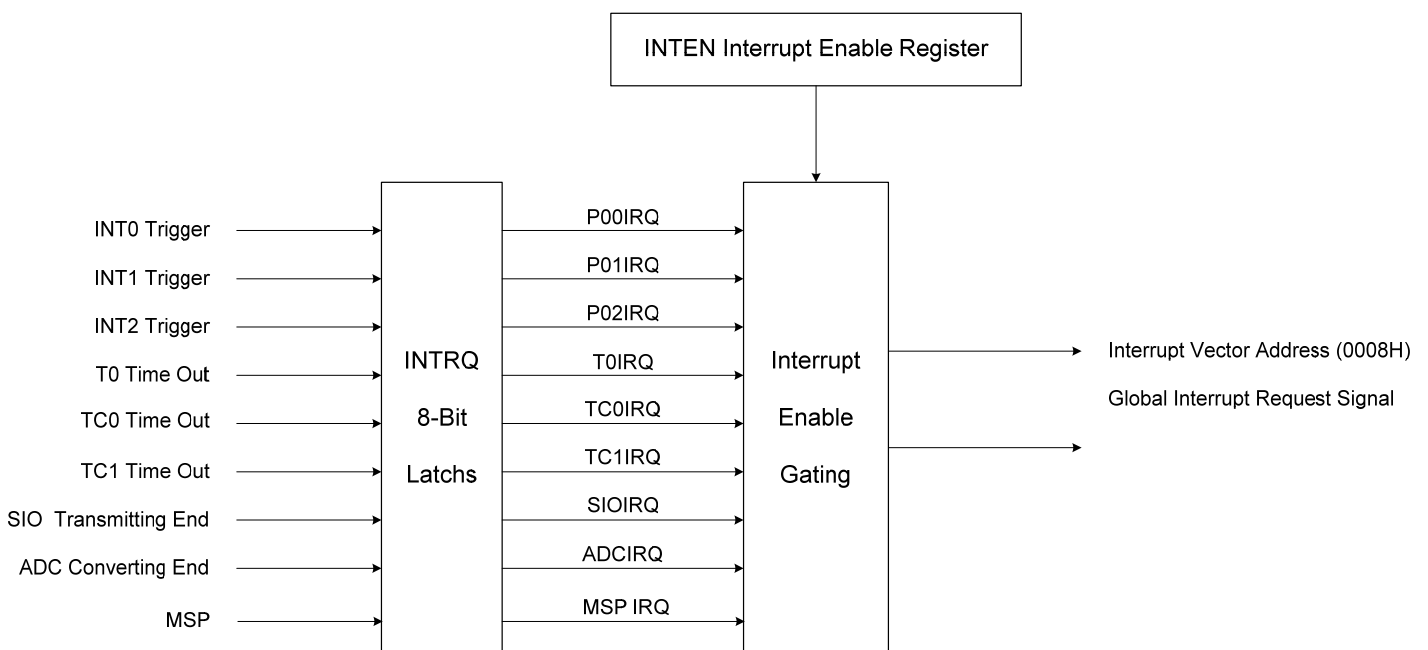 INTEN Interrupt Enable Register
INT0 Trigger
INT1 Trigger
INT2 Trigger
T0 Time Out
TC0 Time Out
TC1 Time Out
SIO Transmitting End
ADC Converting End
MSP
INTRQ
8-Bit
Latchs
P00IRQ
P01IRQ
P02IRQ
T0IRQ
TC0IRQ
TC1IRQ
SIOIRQ
ADCIRQ
MSP IRQ
Interrupt
Enable
Gating
Interrupt Vector Address (0008H)
Global Interrupt Request Signal